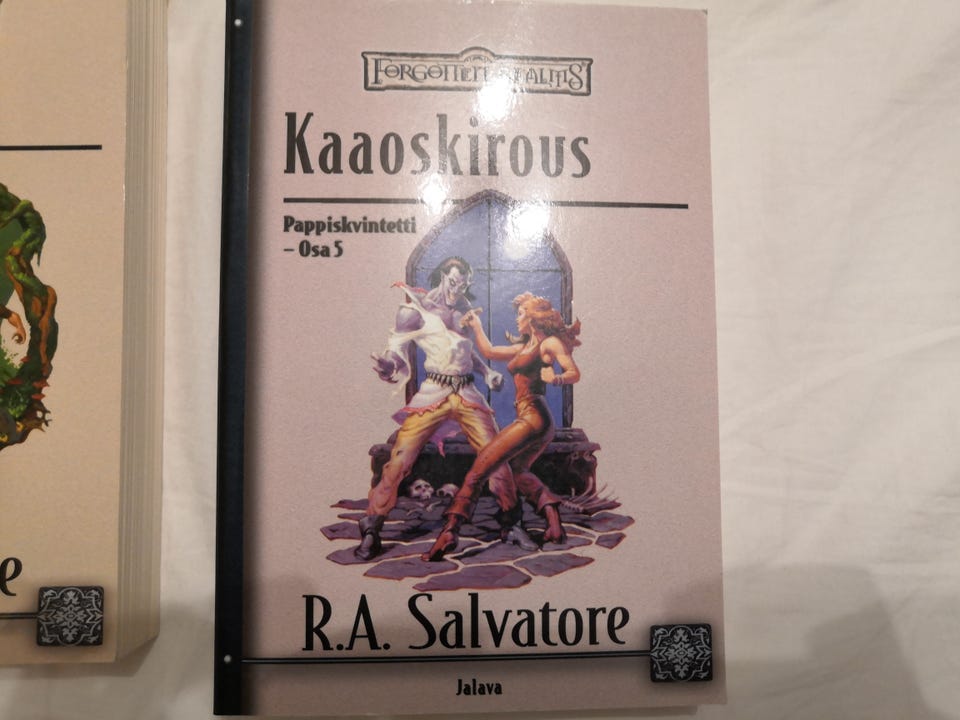 FORGOTTEN REALMS
Kaaoskirous
Pappiskvintetti
– Osa 5
e
R.A. Salvatore
Jalava